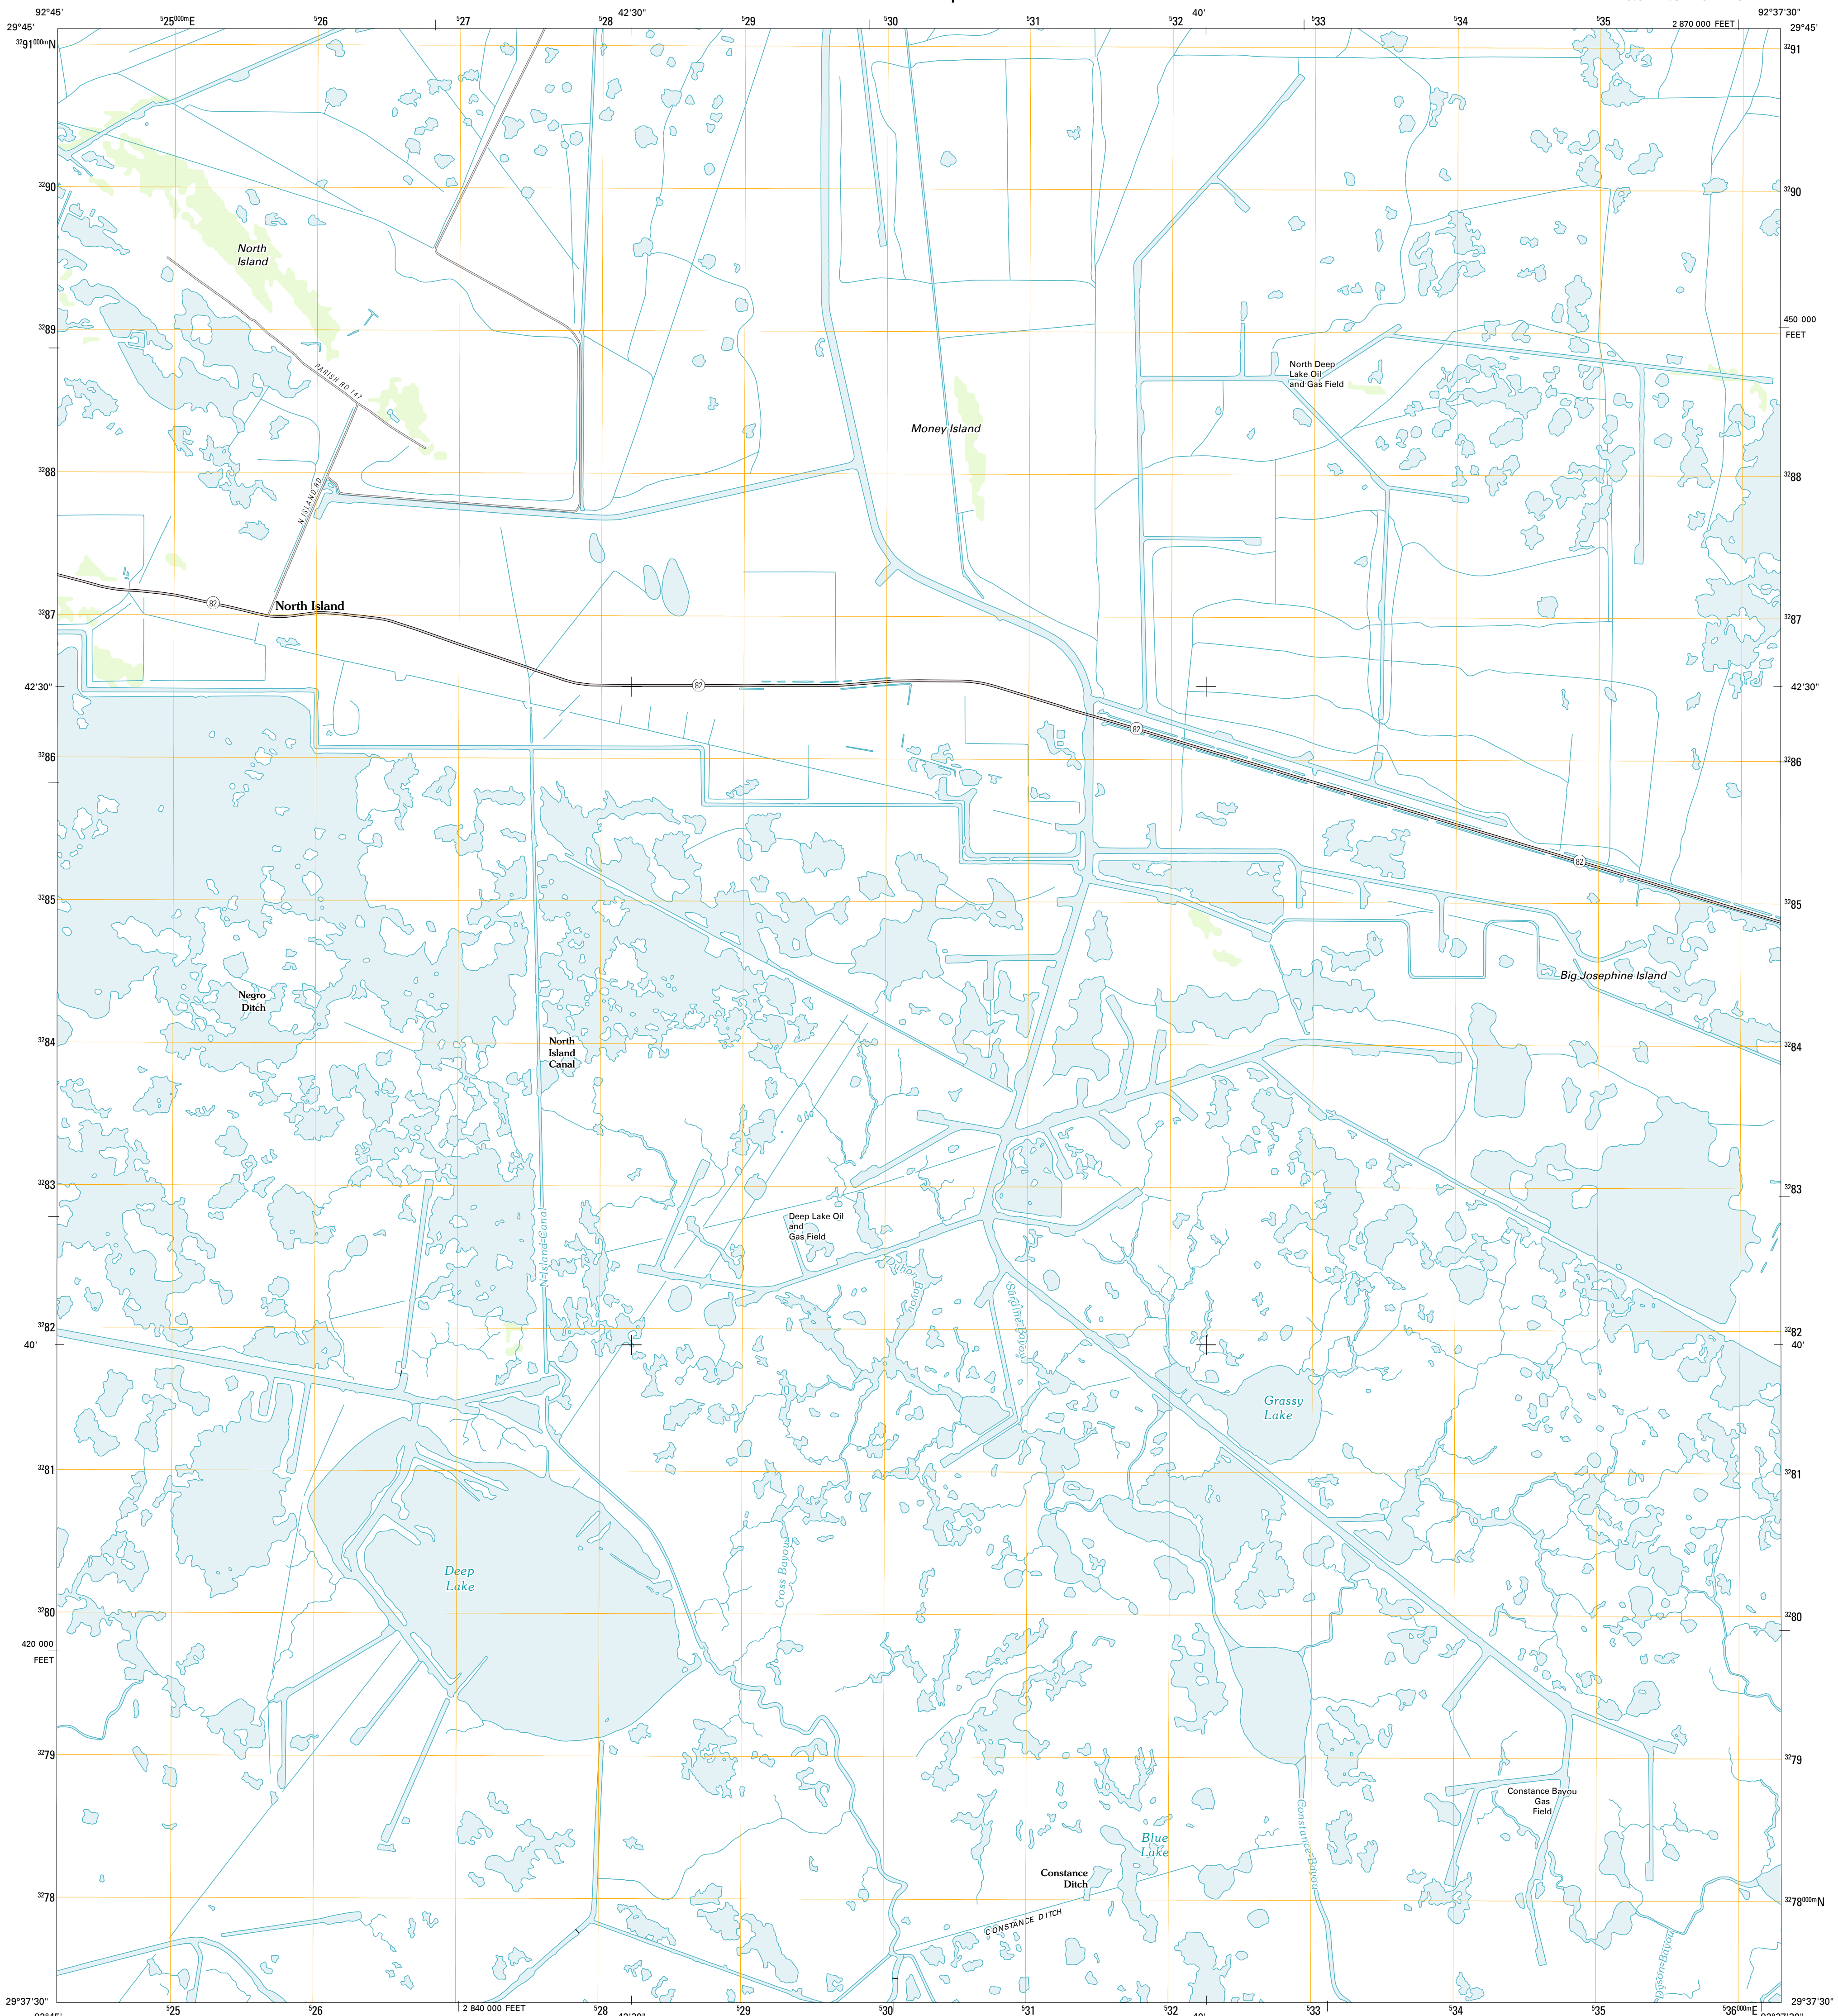 92°45'
⁵25⁰⁰⁰ᵐE
⁵26
⁵27
⁵28
42'30"
⁵29
⁵30
⁵31
⁵32
40'
⁵33
⁵34
⁵35
2 870 000 FEET
92°37'30"
29°45'
29°45'
³²91⁰⁰⁰ᵐN
³²91
³²90
³²90
North
Island
³²89
450 000
FEET
PARISH RD 147
North Deep
Lake Oil
and Gas Field
Money Island
³²88
³²88
N ISLAND RD
82
North Island
³²87
³²87
42'30"
82
42'30"
82
³²86
³²86
82
³²85
³²85
Big Josephine Island
Negro
Ditch
North
Island
Canal
³²84
³²84
³²83
³²83
Deep Lake Oil
and
Gas Field
N Island Canal
Bayou
Sardine Bayou
³²82
³²82
40'
40'
Grassy
Lake
³²81
³²81
Deep
Lake
Cross Bayou
³²80
³²80
420 000
FEET
³²79
³²79
Constance Bayou
Gas
Field
Constance Bayou
Blue
Lake
Constance
Ditch
³²78
³²78⁰⁰⁰ᵐN
CONSTANCE DITCH
Bayou
29°37'30"
29°37'30"
⁵25
⁵26
2 840 000 FEET
⁵28
⁵29
⁵30
⁵31
⁵32
⁵33
⁵34
⁵35
⁵36⁰⁰⁰ᵐE